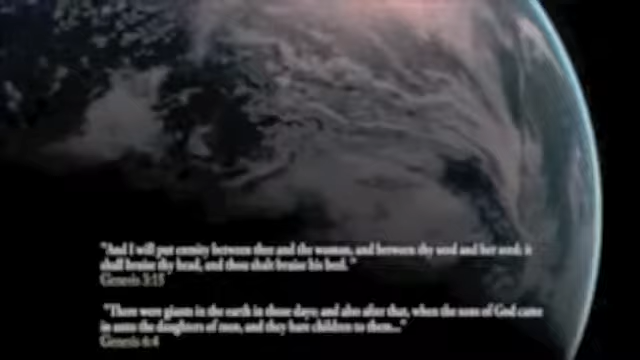 "And I will put enmity between thee and the woman, and between thy seed and her seed; it
shall bruise thy head, and thou shalt bruise his heel. "
Genesis 3:15
"There were giants in the earth in those days; and also after that, when the sons of God came
in unto the daughters of men, and they bare children to them..."
Genesis 6:4